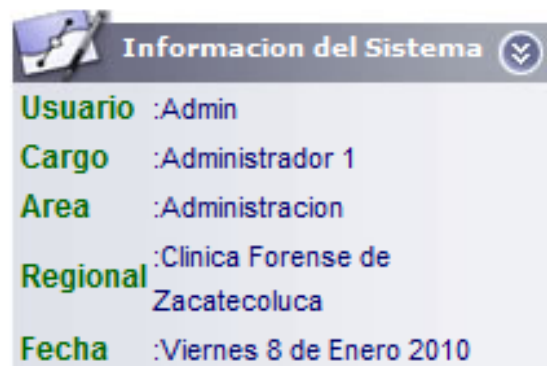 Informacion del Sistema
Usuario :Admin
Cargo :Administrador 1
Area :Administracion
Regional :Clinica Forense de
Zacatecoluca
Fecha :Viernes 8 de Enero 2010